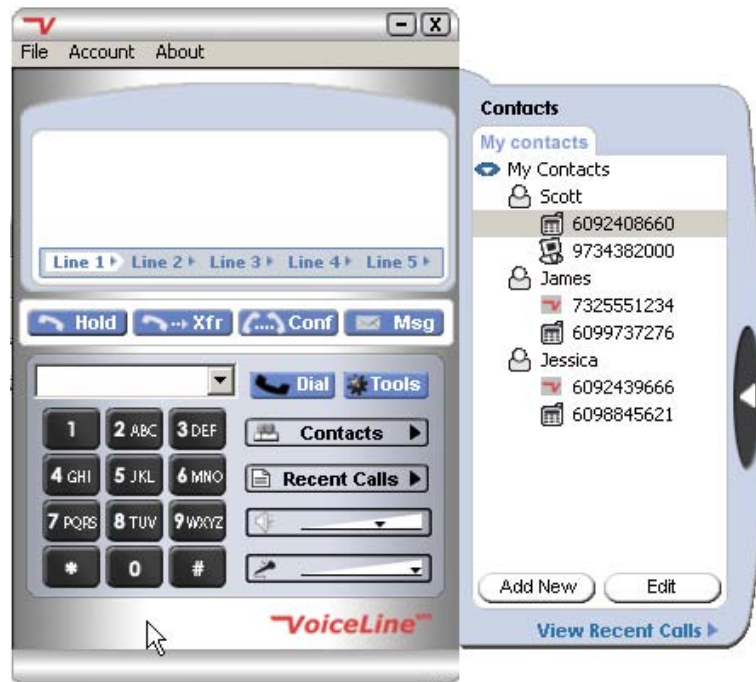 File Account About
Line 1 Line 2 Line 3 Line 4 Line 5
Hold Xfr Conf Msg
Dial Tools
1 2 ABC 3 DEF
4 GHI 5 JKL 6 MNO
7 PQRS 8 TUV 9 WXYZ
* 0 #
Contacts
Recent Calls
VoiceLine
Contacts
My contacts
My Contacts
Scott
6092408660
9734382000
James
7325551234
6099737276
Jessica
6092439666
6098845621
Add New Edit
View Recent Calls